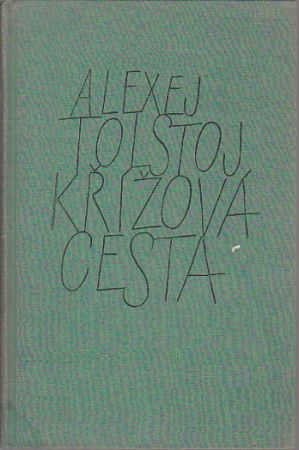 ALEXEJ
TOLSTOJ
KŘÍŽOVÁ
CESTA